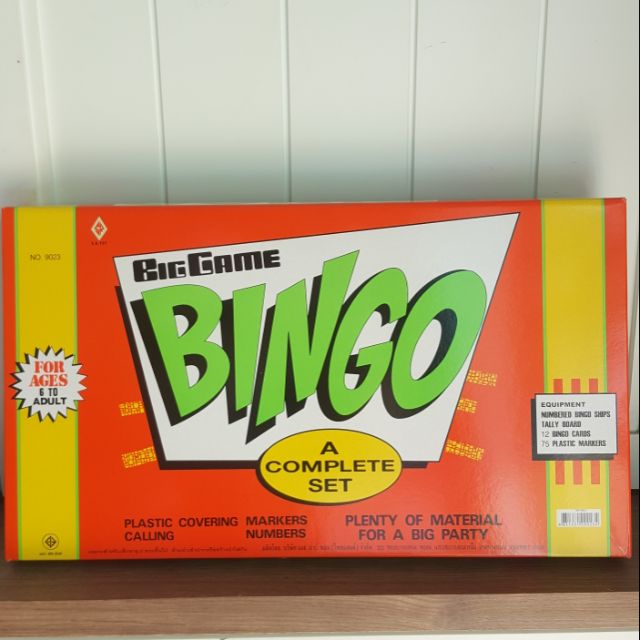 NO. 9023
BIG GAME
BINGO
FOR
AGES
6 TO
ADULT
A
COMPLETE
SET
EQUIPMENT
NUMBERED BINGO SHIPS
TALLY BOARD
12 BINGO CARDS
75 PLASTIC MARKERS
PLASTIC COVERING MARKERS
CALLING NUMBERS
PLENTY OF MATERIAL
FOR A BIG PARTY